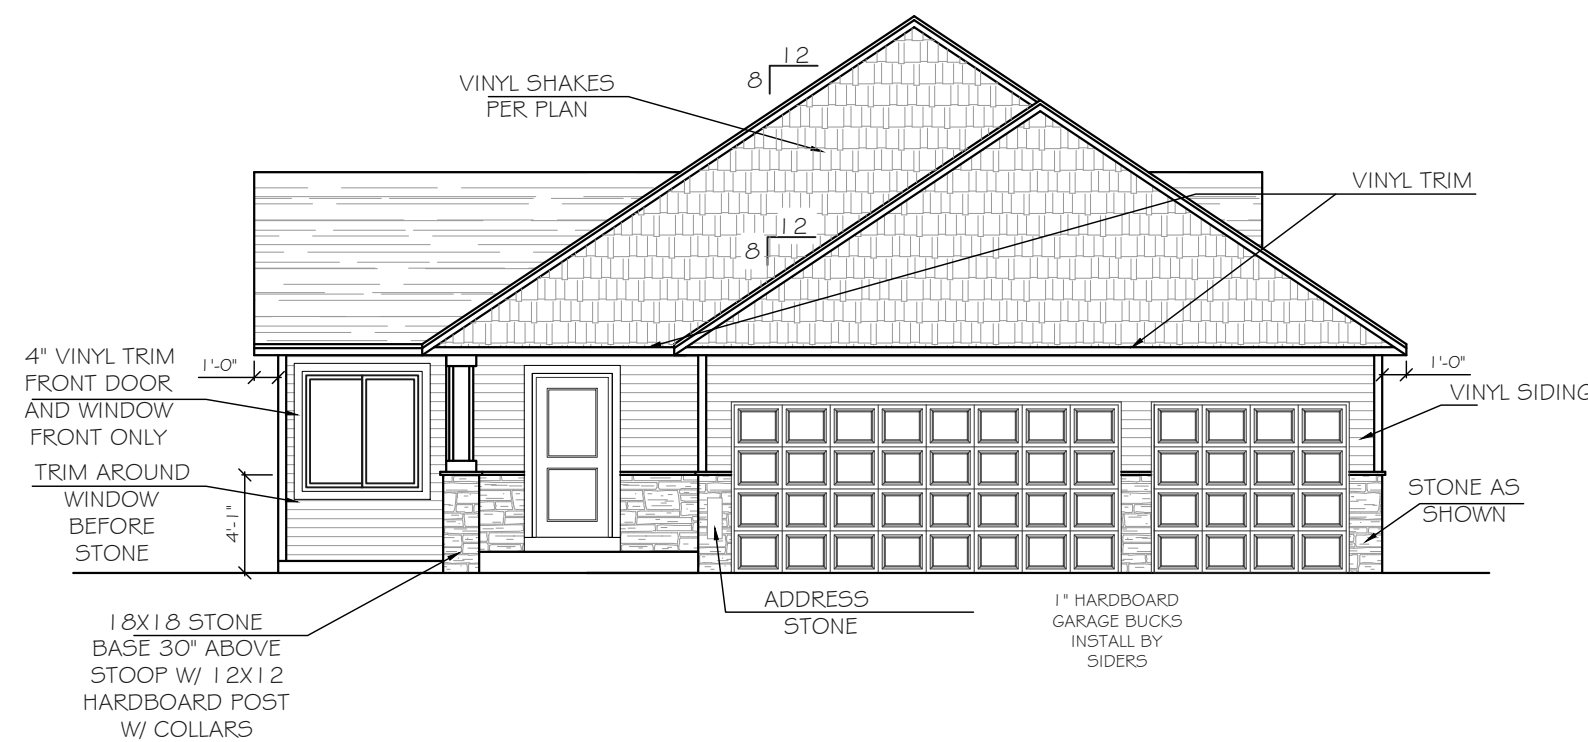 12
8
VINYL SHAKES
PER PLAN
VINYL TRIM
12
8
4" VINYL TRIM
FRONT DOOR
AND WINDOW
FRONT ONLY
1'-0"
1'-0"
VINYL SIDING
TRIM AROUND
WINDOW
BEFORE
STONE
4'-1"
STONE AS
SHOWN
18X18 STONE
BASE 30" ABOVE
STOOP W/ 12X12
HARDBOARD POST
W/ COLLARS
ADDRESS
STONE
1" HARDBOARD
GARAGE BUCKS
INSTALL BY
SIDERS